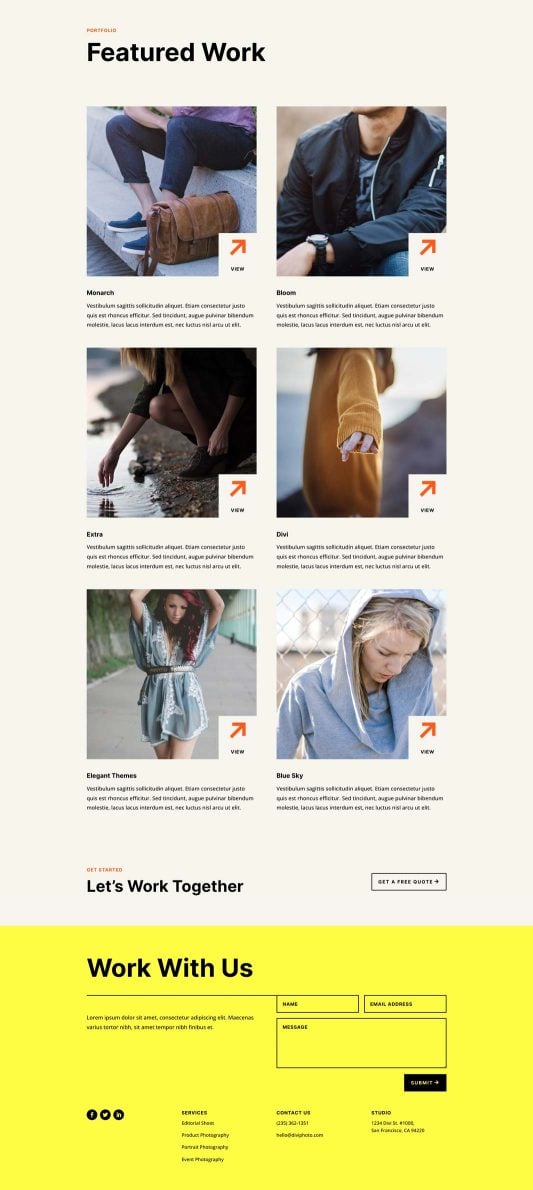 PORTFOLIO
Featured Work
VIEW
VIEW
Monarch
Vestibulum sagittis sollicitudin aliquet. Etiam consectetur justo
quis est rhoncus efficitur. Sed tincidunt, augue pulvinar bibendum
molestie, lacus lacus interdum est, nec luctus nisl arcu ut elit.
Bloom
Vestibulum sagittis sollicitudin aliquet. Etiam consectetur justo
quis est rhoncus efficitur. Sed tincidunt, augue pulvinar bibendum
molestie, lacus lacus interdum est, nec luctus nisl arcu ut elit.
VIEW
VIEW
Extra
Vestibulum sagittis sollicitudin aliquet. Etiam consectetur justo
quis est rhoncus efficitur. Sed tincidunt, augue pulvinar bibendum
molestie, lacus lacus interdum est, nec luctus nisl arcu ut elit.
Divi
Vestibulum sagittis sollicitudin aliquet. Etiam consectetur justo
quis est rhoncus efficitur. Sed tincidunt, augue pulvinar bibendum
molestie, lacus lacus interdum est, nec luctus nisl arcu ut elit.
VIEW
VIEW
Elegant Themes
Vestibulum sagittis sollicitudin aliquet. Etiam consectetur justo
quis est rhoncus efficitur. Sed tincidunt, augue pulvinar bibendum
molestie, lacus lacus interdum est, nec luctus nisl arcu ut elit.
Blue Sky
Vestibulum sagittis sollicitudin aliquet. Etiam consectetur justo
quis est rhoncus efficitur. Sed tincidunt, augue pulvinar bibendum
molestie, lacus lacus interdum est, nec luctus nisl arcu ut elit.
GET STARTED
Let’s Work Together
GET A FREE QUOTE →
Work With Us
Lorem ipsum dolor sit amet, consectetur adipiscing elit. Maecenas
varius tortor nibh, sit amet tempor nibh finibus et.
NAME
EMAIL ADDRESS
MESSAGE
SUBMIT →
SERVICES
Editorial Shoot
Product Photography
Portrait Photography
Event Photography
CONTACT US
(235) 362-1351
hello@diviphoto.com
STUDIO
1234 Divi St. #1000,
San Francisco, CA 94220